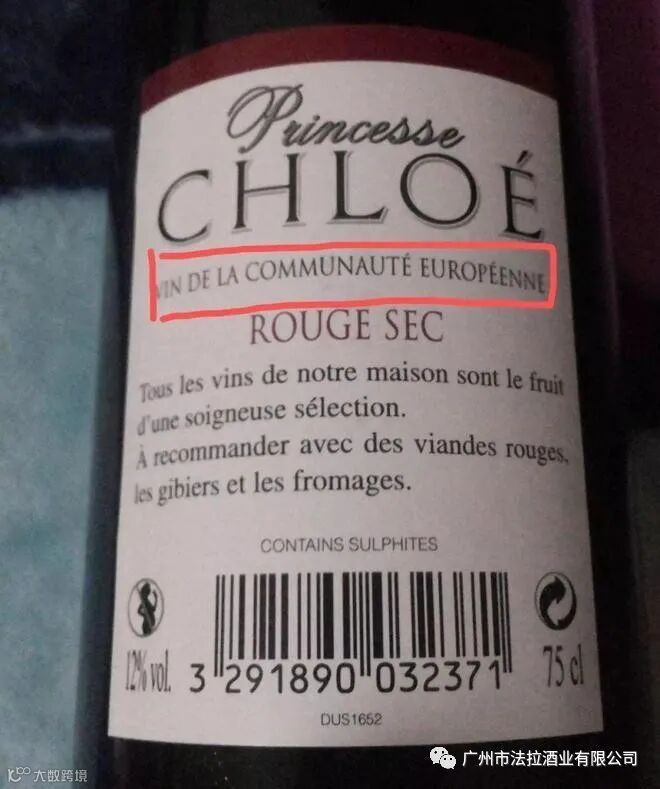 Princesse
CHLOÉ
VIN DE LA COMMUNAUTÉ EUROPÉENNE
ROUGE SEC
Tous les vins de notre maison sont le fruit
d'une soigneuse sélection.
À recommander avec des viandes rouges,
les gibiers et les fromages.
CONTAINS SULPHITES
12% vol.
3 291890 032371
75 cl
DUS1652
广州市法拉酒业有限公司
大数跨境